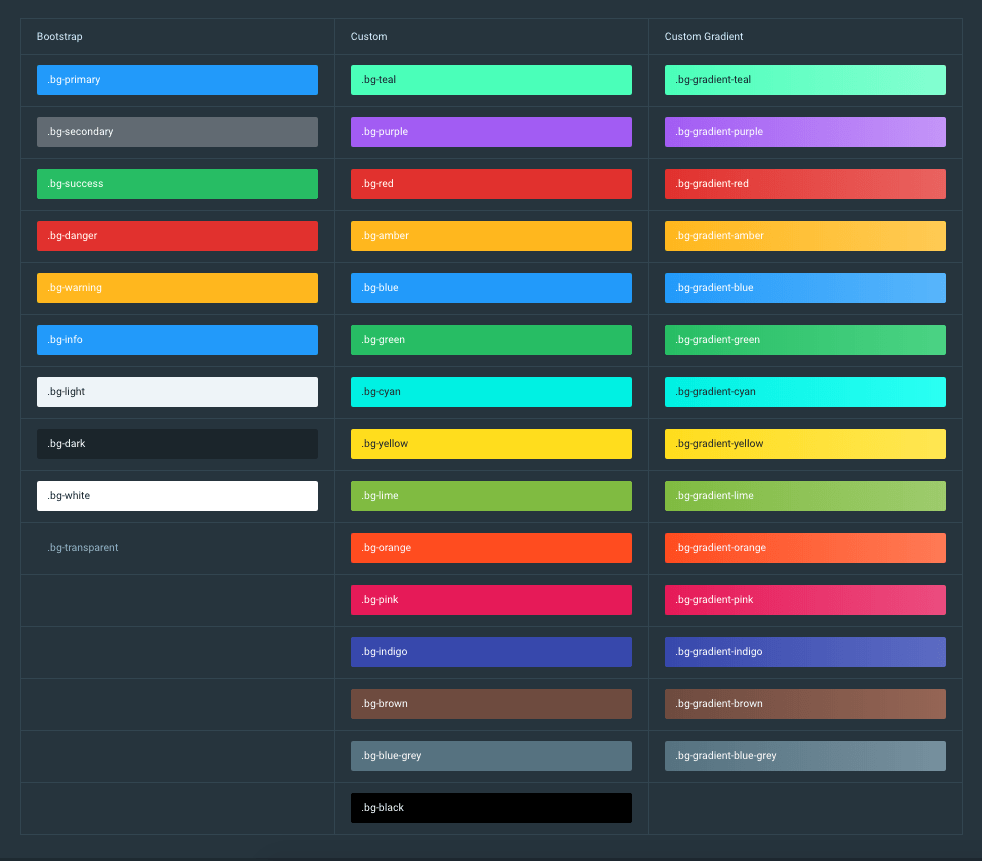 Bootstrap Custom Custom Gradient
.bg-primary .bg-teal .bg-gradient-teal
.bg-secondary .bg-purple .bg-gradient-purple
.bg-success .bg-red .bg-gradient-red
.bg-danger .bg-amber .bg-gradient-amber
.bg-warning .bg-blue .bg-gradient-blue
.bg-info .bg-green .bg-gradient-green
.bg-light .bg-cyan .bg-gradient-cyan
.bg-dark .bg-yellow .bg-gradient-yellow
.bg-white .bg-lime .bg-gradient-lime
.bg-transparent .bg-orange .bg-gradient-orange
.bg-pink .bg-gradient-pink
.bg-indigo .bg-gradient-indigo
.bg-brown .bg-gradient-brown
.bg-blue-grey .bg-gradient-blue-grey
.bg-black